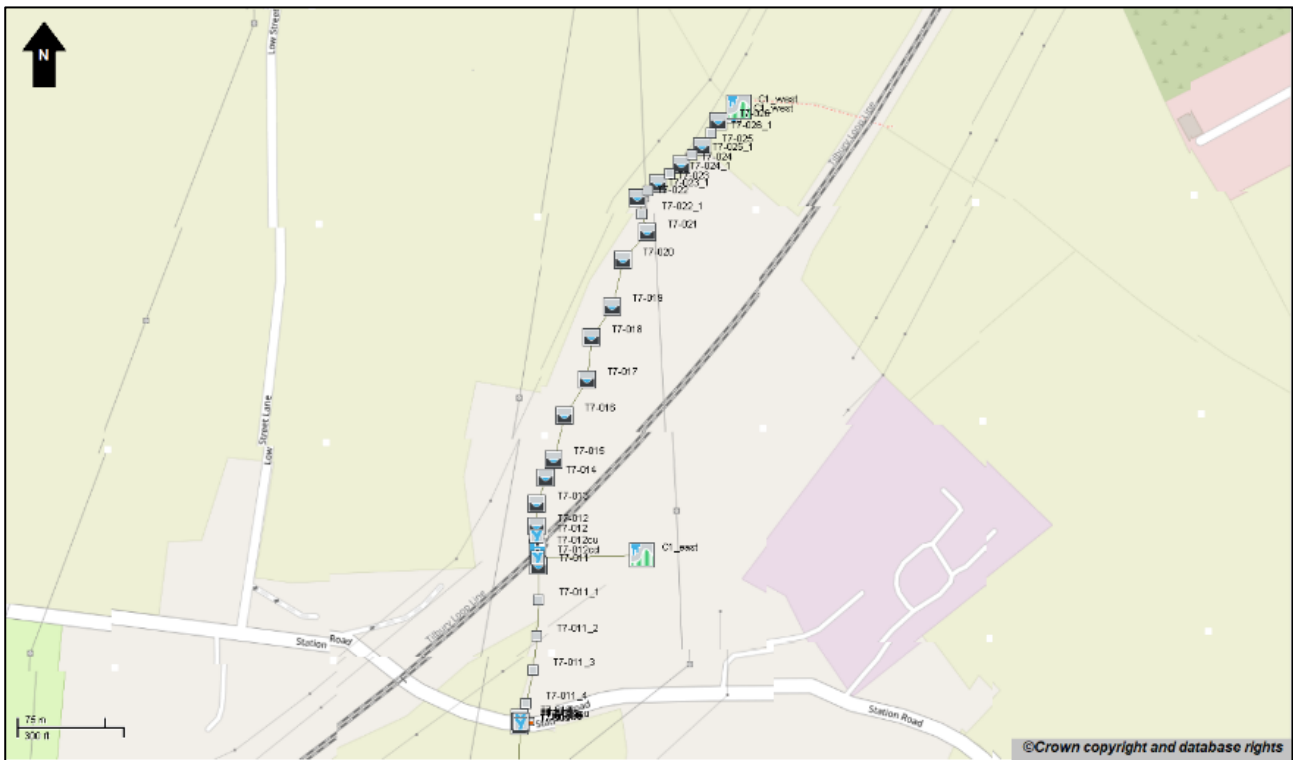 N
Low Street
C1_west
C1_west
T7-026
T7-026_1
T7-025
T7-025_1
T7-024
T7-024_1
T7-023
T7-023_1
T7-022
T7-022_1
T7-021
T7-020
T7-019
T7-018
T7-017
T7-016
T7-015
T7-014
T7-013
T7-012
T7-012
T7-012cu
T7-012cd
T7-011
C1_east
T7-011_1
T7-011_2
T7-011_3
T7-011_4
Tilbury Loop Line
Low Street Lane
Tilbury Loop Line
Station Road
Station Road
75 m
300 ft
©Crown copyright and database rights